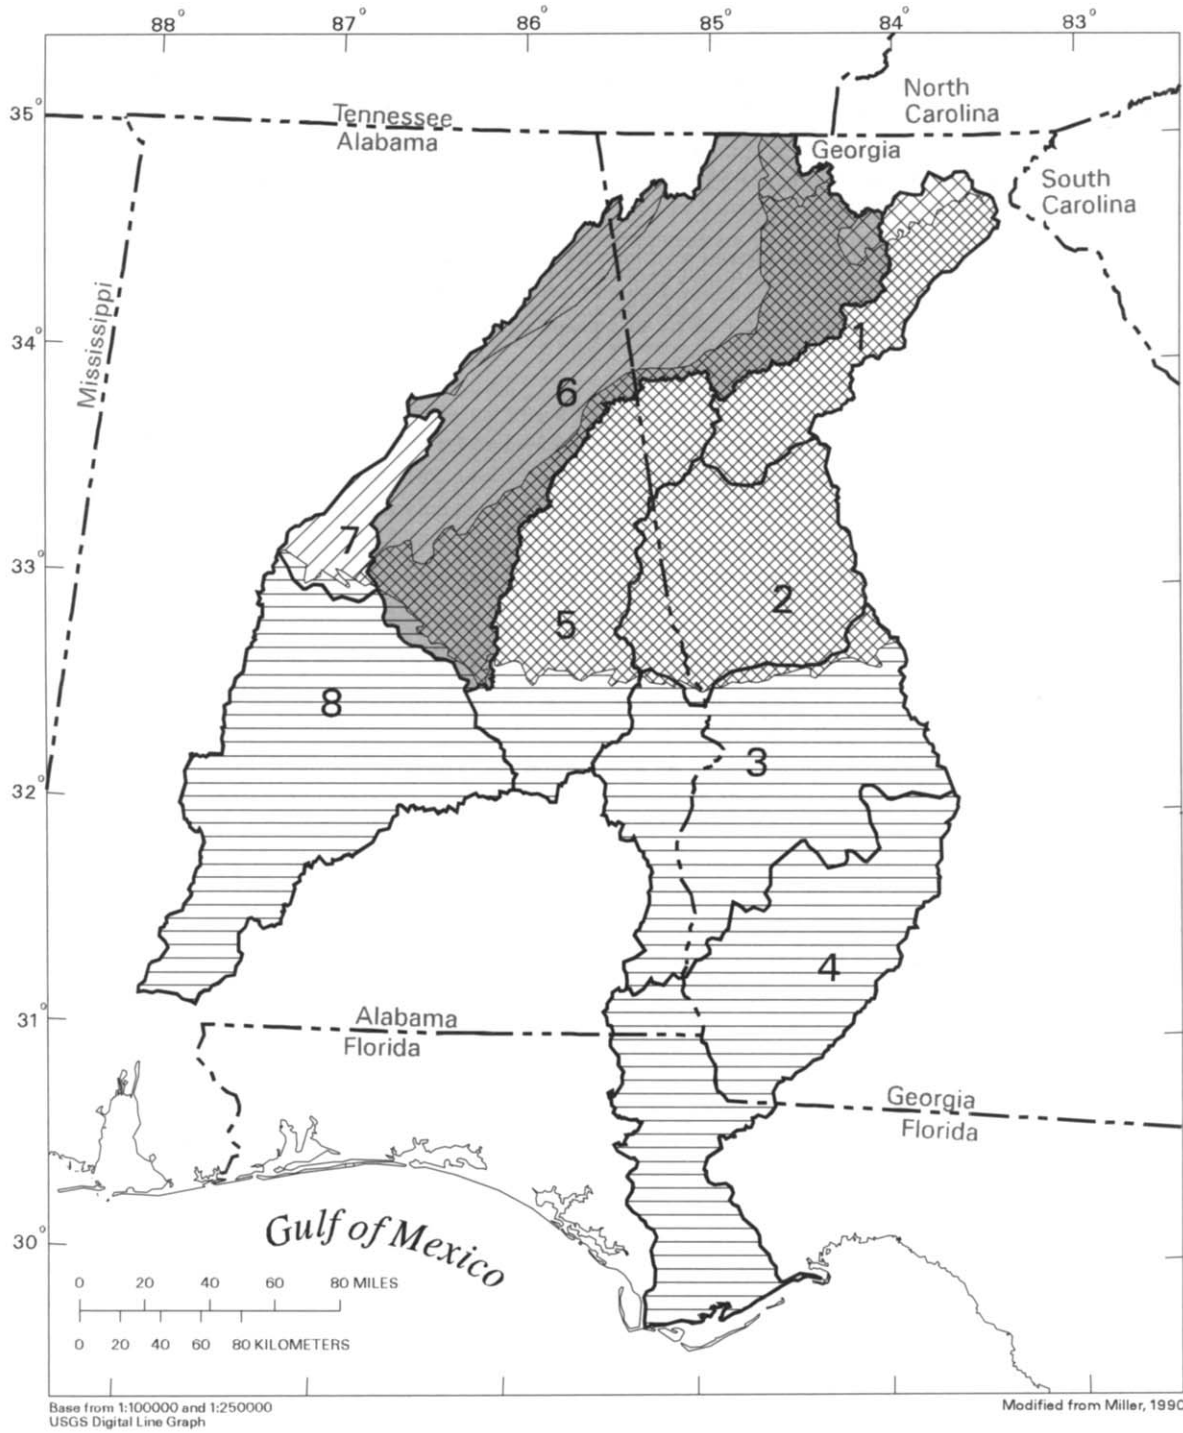 88° 87° 86° 85° 84° 83°
35°
Tennessee
Alabama
North
Carolina
Georgia
South
Carolina
Mississippi
34°
1
6
7
33°
2
5
8
3
32°
4
31°
Alabama
Florida
Georgia
Florida
30°
Gulf of Mexico
0 20 40 60 80 MILES
0 20 40 60 80 KILOMETERS
Base from 1:100000 and 1:250000
USGS Digital Line Graph
Modified from Miller, 1990